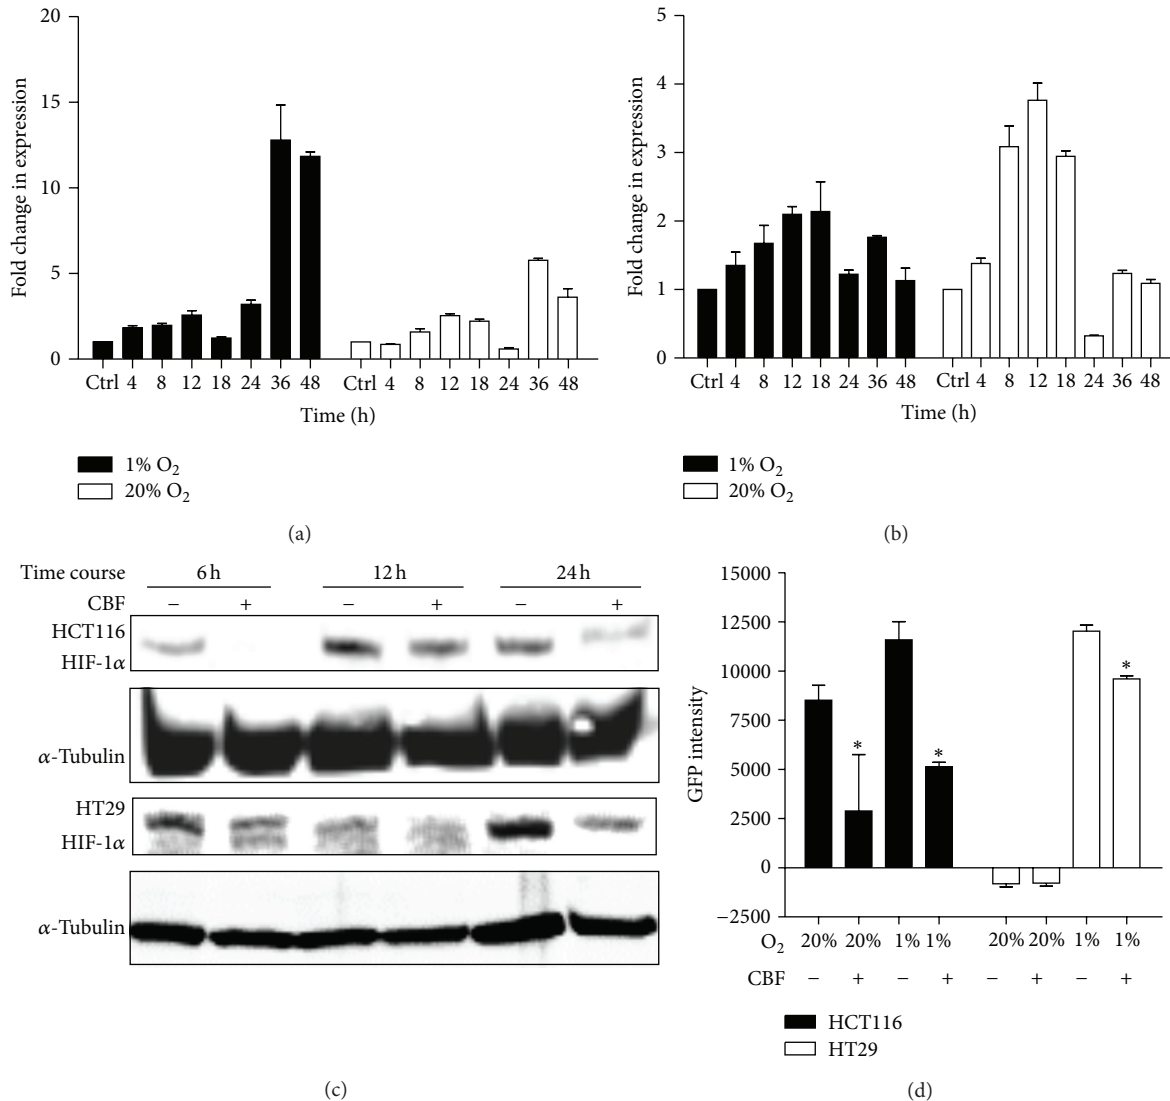 20
15
10
5
0
Fold change in expression
Ctrl 4 8 12 18 24 36 48 Ctrl 4 8 12 18 24 36 48
Time (h)
1% O₂
20% O₂
(a)
5
4
3
2
1
0
Fold change in expression
Ctrl 4 8 12 18 24 36 48 Ctrl 4 8 12 18 24 36 48
Time (h)
1% O₂
20% O₂
(b)
Time course 6 h 12 h 24 h
CBF − + − + − +
HCT116
HIF-1α
α-Tubulin
HT29
HIF-1α
α-Tubulin
(c)
15000
12500
10000
7500
5000
2500
0
−2500
GFP intensity
* * *
O₂ 20% 20% 1% 1% 20% 20% 1% 1%
CBF − + − + − + − +
HCT116
HT29
(d)